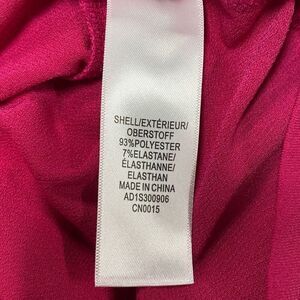 SHELL/EXTÉRIEUR/
OBERSTOFF
93%POLYESTER
7%ELASTANE/
ÉLASTHANNE/
ELASTHAN
MADE IN CHINA
AD1S300906
CN0015